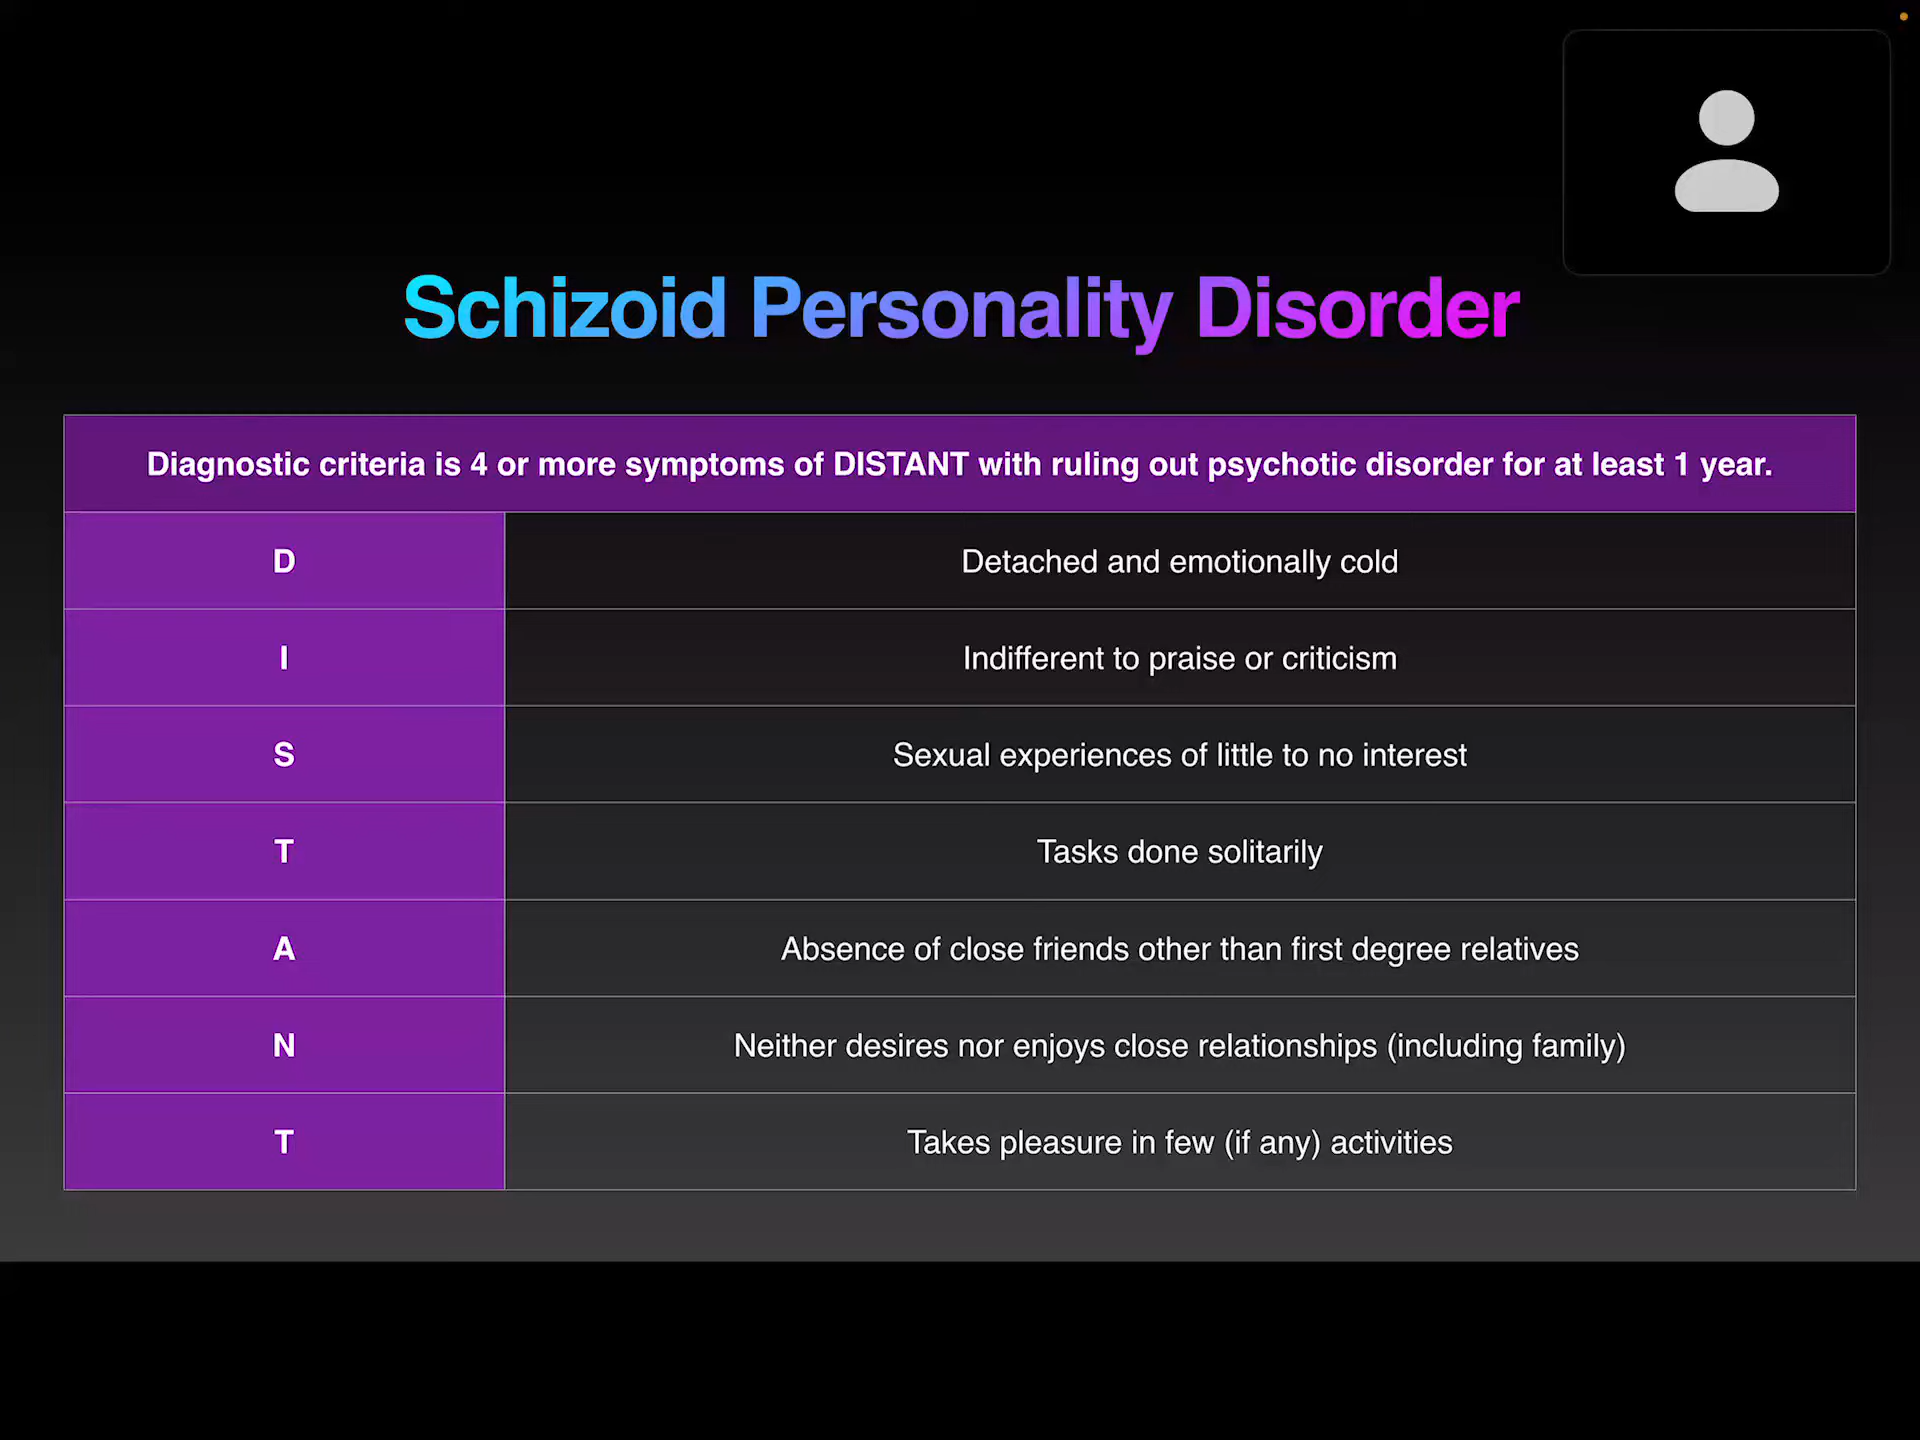 Schizoid Personality Disorder
Diagnostic criteria is 4 or more symptoms of DISTANT with ruling out psychotic disorder for at least 1 year.
D Detached and emotionally cold
I Indifferent to praise or criticism
S Sexual experiences of little to no interest
T Tasks done solitarily
A Absence of close friends other than first degree relatives
N Neither desires nor enjoys close relationships (including family)
T Takes pleasure in few (if any) activities